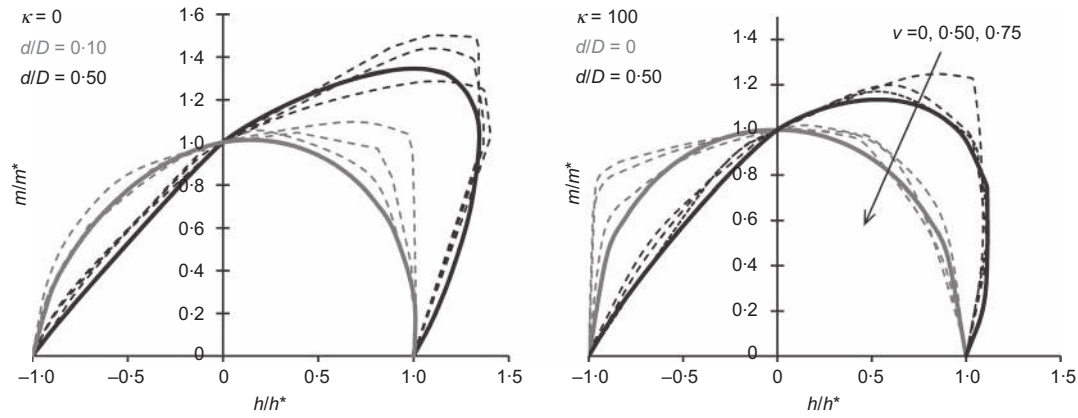 κ = 0
d/D = 0·10
d/D = 0·50
1·6
1·4
1·2
1·0
0·8
0·6
0·4
0·2
0
–1·0
–0·5
0
0·5
1·0
1·5
m/m*
h/h*
κ = 100
d/D = 0
d/D = 0·50
v =0, 0·50, 0·75
1·4
1·2
1·0
0·8
0·6
0·4
0·2
0
–1·0
–0·5
0
0·5
1·0
1·5
m/m*
h/h*